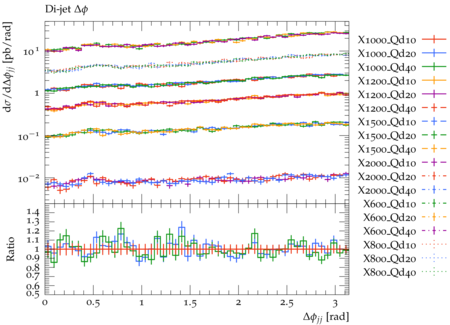 Di-jet Δϕ
dσ/dΔϕjj [pb/rad]
10¹
1
10⁻¹
10⁻²
X1000_Qd10
X1000_Qd20
X1000_Qd40
X1200_Qd10
X1200_Qd20
X1200_Qd40
X1500_Qd10
X1500_Qd20
X1500_Qd40
X2000_Qd10
X2000_Qd20
X2000_Qd40
X600_Qd10
X600_Qd20
X600_Qd40
X800_Qd10
X800_Qd20
X800_Qd40
Ratio
1.4
1.3
1.2
1.1
1.0
0.9
0.8
0.7
0.6
0.5
0 0.5 1 1.5 2 2.5 3
Δϕjj [rad]